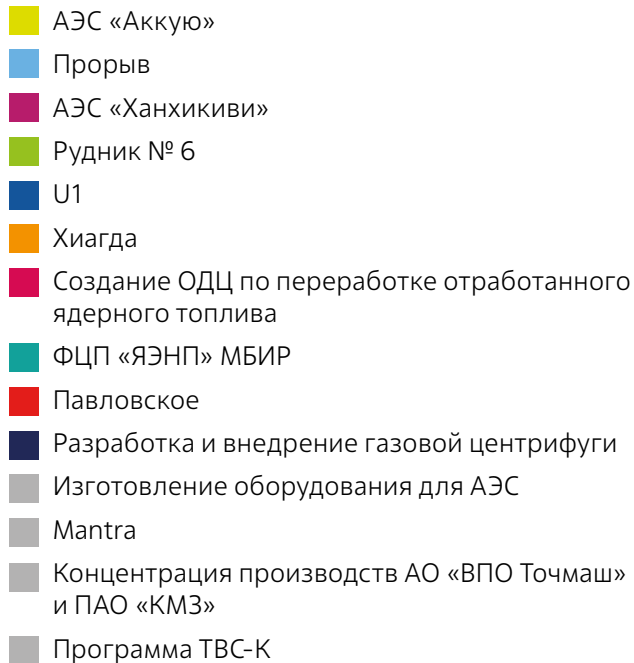 АЭС «Аккую»
Прорыв
АЭС «Ханхикиви»
Рудник № 6
U1
Хиагда
Создание ОДЦ по переработке отработанного
ядерного топлива
ФЦП «ЯЭНП» МБИР
Павловское
Разработка и внедрение газовой центрифуги
Изготовление оборудования для АЭС
Mantra
Концентрация производств АО «ВПО Точмаш»
и ПАО «КМЗ»
Программа ТВС-К